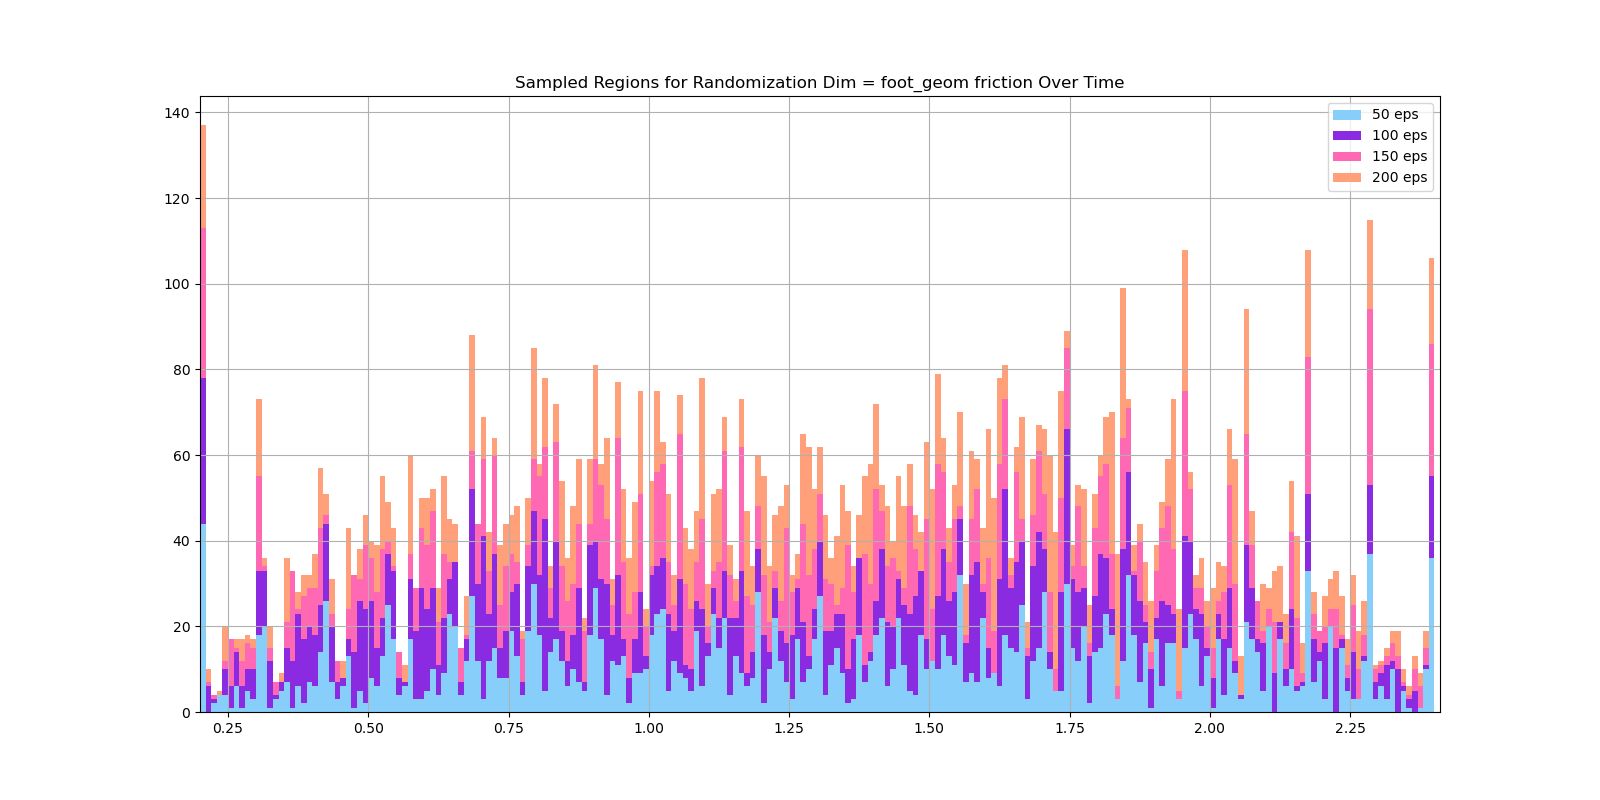 Sampled Regions for Randomization Dim = foot_geom friction Over Time
140
120
100
80
60
40
20
0
0.25 0.50 0.75 1.00 1.25 1.50 1.75 2.00 2.25
50 eps
100 eps
150 eps
200 eps